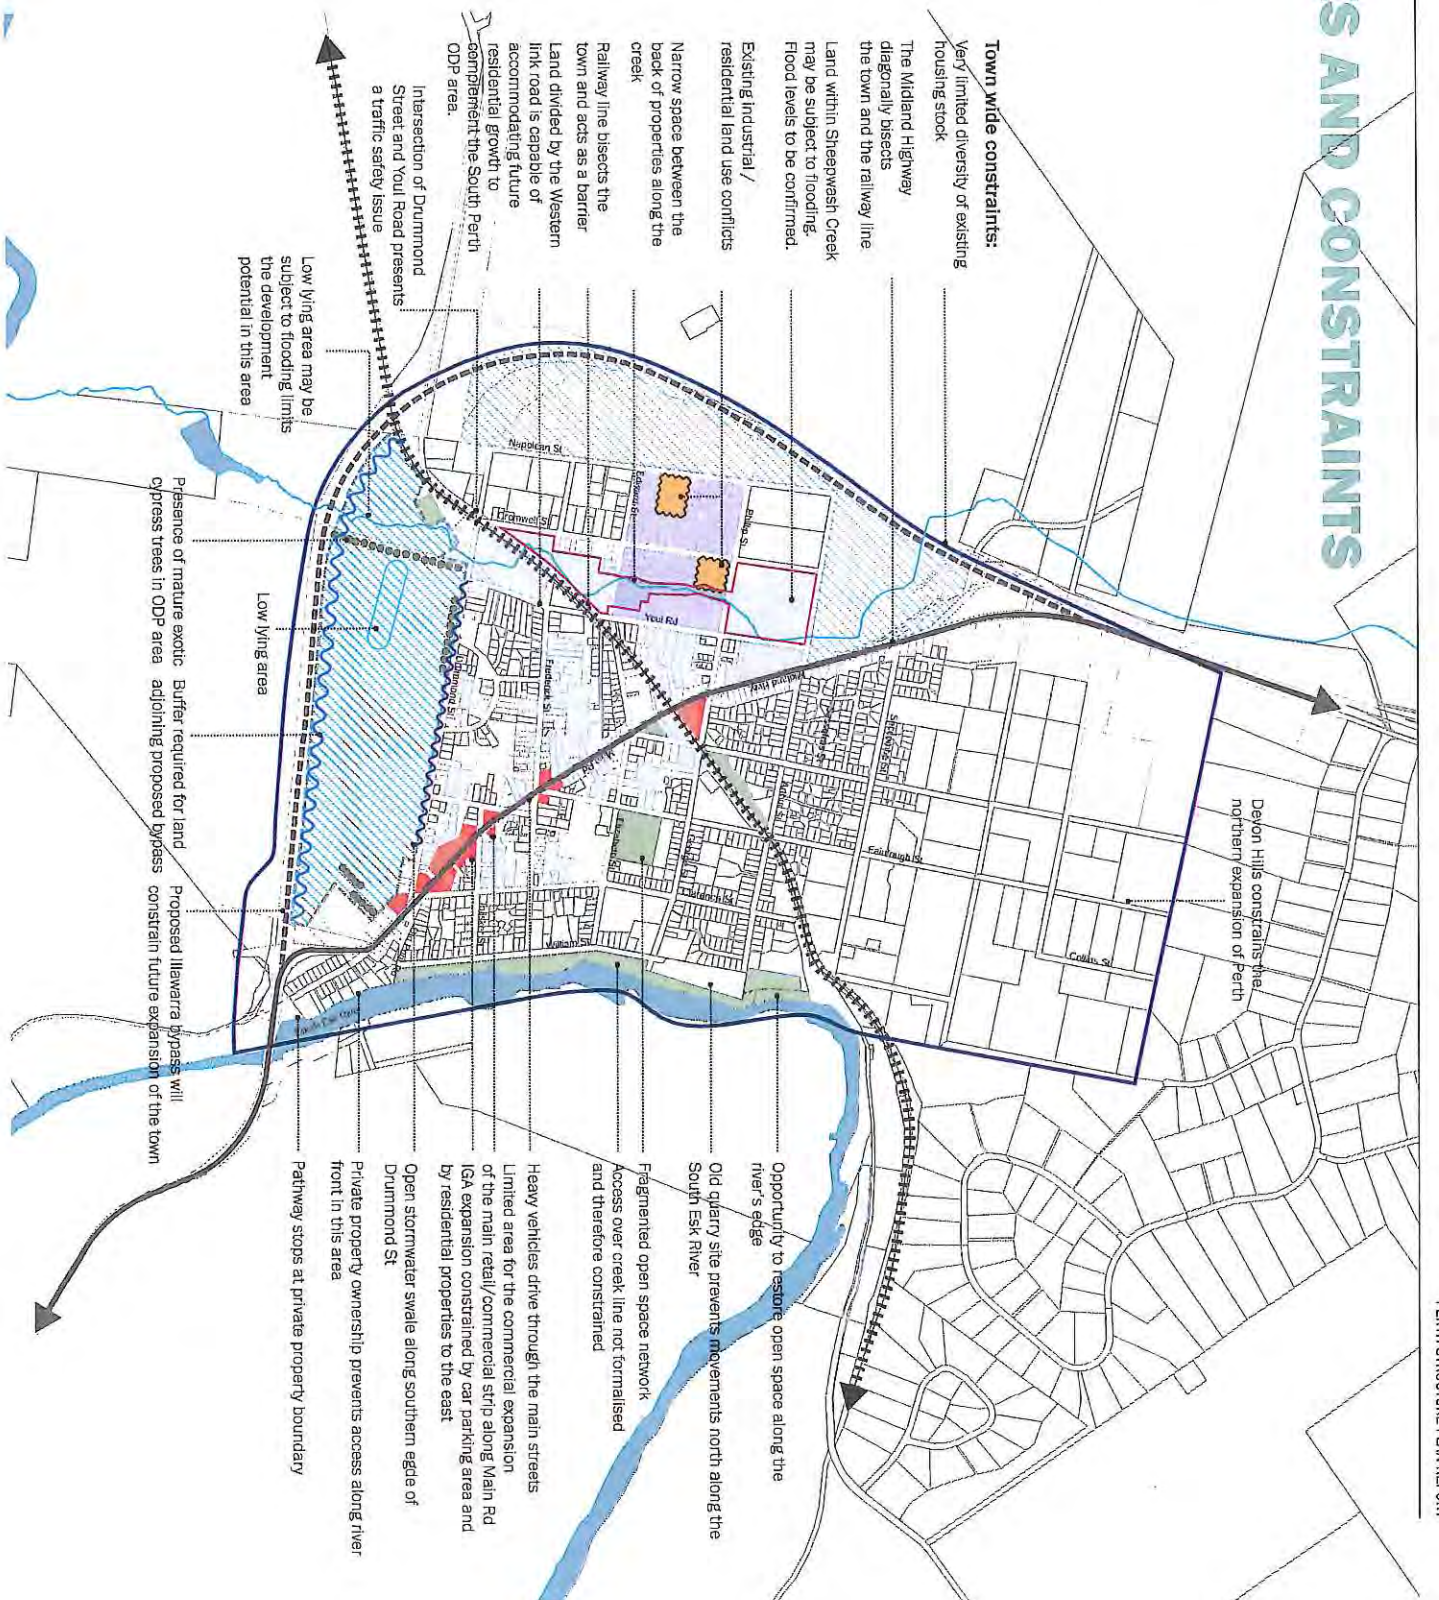 S AND CONSTRAINTS
Town wide constraints:
Very limited diversity of existing
housing stock
The Midland Highway
diagonally bisects
the town and the railway line
Land within Sheepwash Creek
may be subject to flooding.
Flood levels to be confirmed.
Existing industrial/
residential land use conflicts
Narrow space between the
back of properties along the
creek
Railway line bisects the
town and acts as a barrier
Land divided by the Western
link road is capable of
accommodating future
residential growth to
complement the South Perth
ODP area.
Intersection of Drummond
Street and Youl Road presents
a traffic safety issue
Low lying area may be
subject to flooding limits
the development
potential in this area
Presence of mature exotic
cypress trees in ODP area
Low lying area
Buffer required for land
adjoining proposed bypass
Proposed Illawarra bypass will
constrain future expansion of the town
Devon Hills constrains the
northern expansion of Perth
Opportunity to restore open space along the
river's edge
Old quarry site prevents movements north along the
South Esk River
Fragmented open space network
Access over creek line not formalised
and therefore constrained
Heavy vehicles drive through the main streets
Limited area for the commercial expansion
of the main retail/commercial strip along Main Rd
IGA expansion constrained by car parking area and
by residential properties to the east
Open stormwater swale along southern egde of
Drummond St
Private property ownership prevents access along river
front in this area
Pathway stops at private property boundary
Napolean St
Cromwell St
Edward St
Phillip St
Youl Rd
Frederick St
Drummond St
Midland Hwy
Main Rd
Fairtlough St
Collins St
William St
Clarence St
Elizabeth St